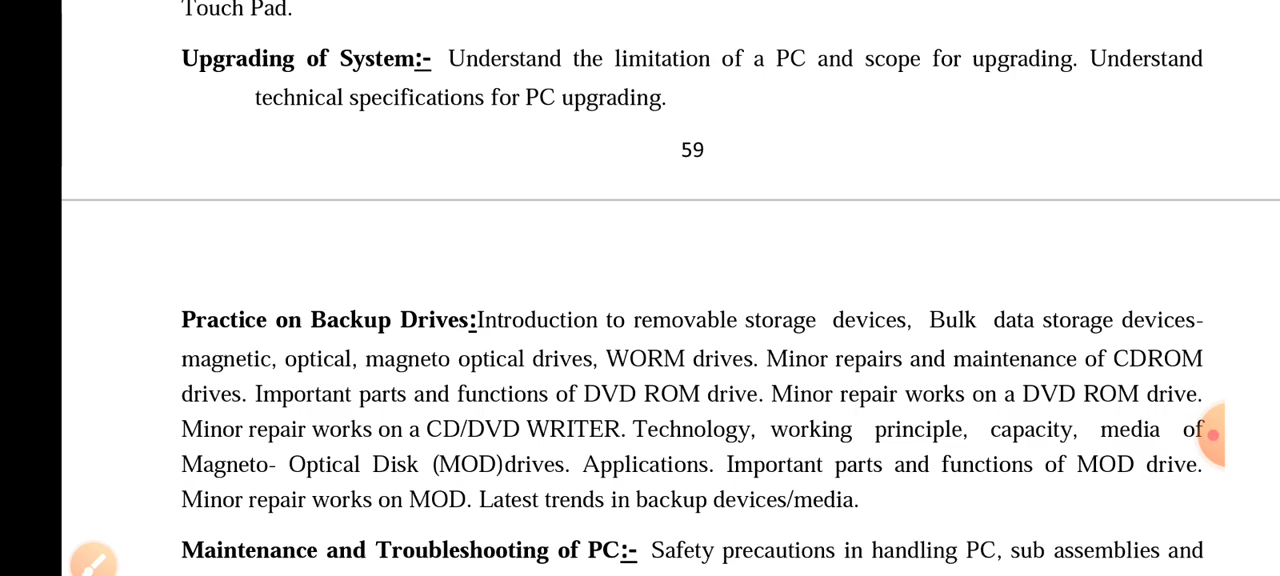 Touch Pad.
Upgrading of System:- Understand the limitation of a PC and scope for upgrading. Understand
technical specifications for PC upgrading.
59
Practice on Backup Drives:Introduction to removable storage devices, Bulk data storage devices-
magnetic, optical, magneto optical drives, WORM drives. Minor repairs and maintenance of CDROM
drives. Important parts and functions of DVD ROM drive. Minor repair works on a DVD ROM drive.
Minor repair works on a CD/DVD WRITER. Technology, working principle, capacity, media of
Magneto- Optical Disk (MOD)drives. Applications. Important parts and functions of MOD drive.
Minor repair works on MOD. Latest trends in backup devices/media.
Maintenance and Troubleshooting of PC:- Safety precautions in handling PC, sub assemblies and